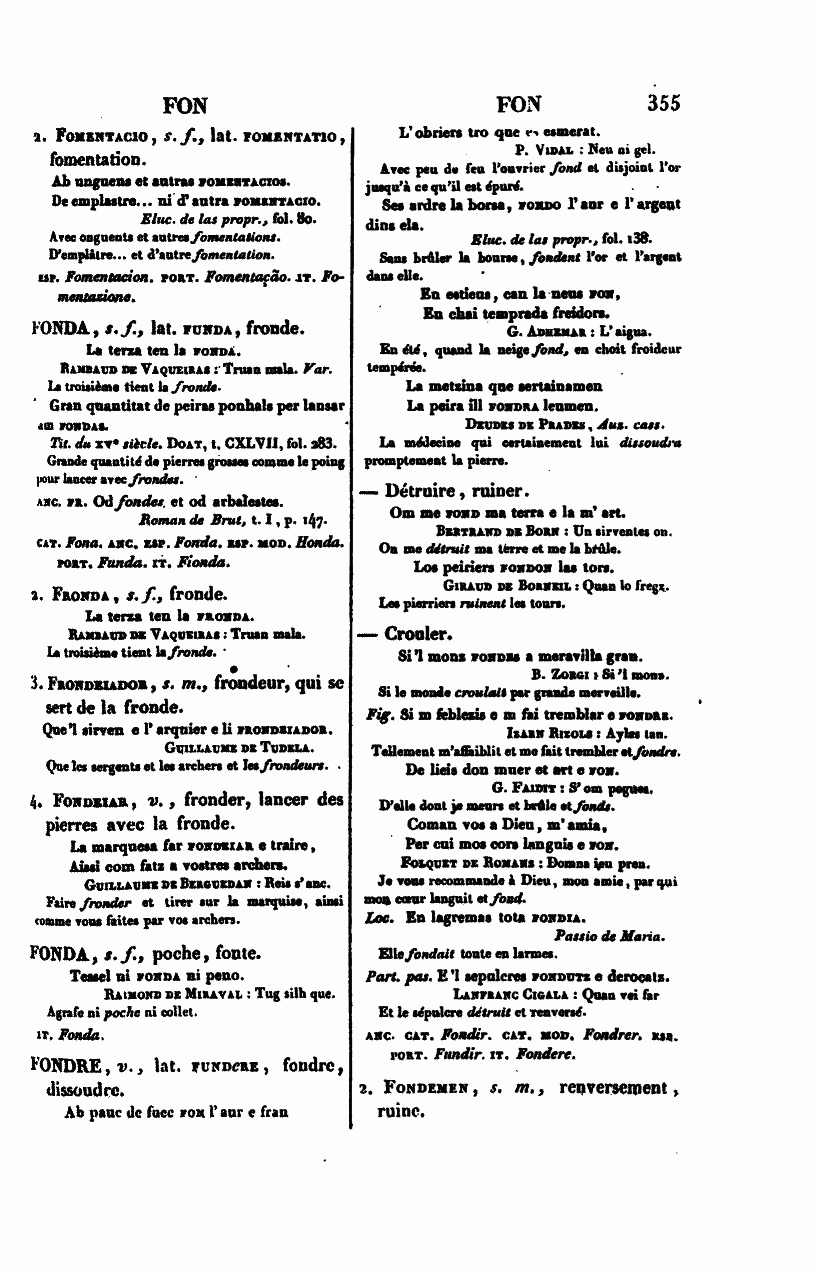 FON
FON 355
2. Fomentacio, s. f., lat. fomentatio,
fomentation.
Ab unguens et autras fomentacios.
De emplastre... ni d'autra fomentacio.
Eluc. de las propr., fol. 80.
Avec onguents et autres fomentations.
D'emplâtre... et d'autre fomentation.
esp. Fomentacion. port. Fomentação. it. Fo-
mentazione.
FONDA, s. f., lat. funda, fronde.
La terza ten la fonda.
Rambaud de Vaqueiras : Truan mala. Var.
La troisième tient la fronde.
Gran quantitat de peiras ponhals per lansar
am fondas.
Tit. du xve siècle. Doat, t. CXLVII, fol. 283.
Grande quantité de pierres grosses comme le poing
pour lancer avec frondes.
anc. fr. Od fondes et od arbalestes.
Roman de Brut, t. I, p. 147.
cat. Fona. anc. esp. Fonda. esp. mod. Honda.
port. Funda. it. Fionda.
2. Fronda, s. f., fronde.
La terza ten la fronda.
Rambaud de Vaqueiras : Truan mala.
La troisième tient la fronde.
3. Frondeiador, s. m., frondeur, qui se
sert de la fronde.
Que'l sirven e l'arquier e li frondeiador.
Guillaume de Tudela.
Que les sergents et les archers et les frondeurs.
4. Fondeiar, v., fronder, lancer des
pierres avec la fronde.
La marquesa far fondeiar e traire,
Aissi com fatz a vostres archers.
Guillaume de Berguedan : Reis s'anc.
Faire fronder et tirer sur la marquise, ainsi
comme vous faites par vos archers.
FONDA, s. f., poche, fonte.
Tessel ni fonda ni peno.
Raimond de Miraval : Tug silh que.
Agrafe ni poche ni collet.
it. Fonda.
FONDRE, v., lat. fundere, fondre,
dissoudre.
Ab pauc de fuec fon l'aur e fran
L'obriers tro que es esmerat.
P. Vidal : Neu ni gel.
Avec peu de feu l'ouvrier fond et disjoint l'or
jusqu'à ce qu'il est épuré.
Ses ardre la borsa, fondo l'aur e l'argent
dins ela.
Eluc. de las propr., fol. 138.
Sans brûler la bourse, fondent l'or et l'argent
dans elle.
En estieus, can la neus fon,
En chai temprada freidors.
G. Adhemar : L'aigua.
En été, quand la neige fond, en choit froideur
tempérée.
La metzina que sertainamen
La peira ill fondra leumen.
Deudes de Prades, Aus. cass.
La médecine qui certainement lui dissoudra
promptement la pierre.
— Détruire, ruiner.
Om me fond ma terra e la m'art.
Bertrand de Born : Un sirventes on.
On me détruit ma terre et me la brûle.
Los peiriers fondon las tors.
Giraud de Borneil : Quan lo fregz.
Les pierriers ruinent les tours.
— Crouler.
Si'l mons fondes a meravilla gran.
B. Zorgi : Si'l mons.
Si le monde croulait par grande merveille.
Fig. Si m feblezis e m fai tremblar e fondre.
Izarn Rizols : Aylas tan.
Tellement m'affaiblit et me fait trembler et fondre.
De lieis don muer et art e fon.
G. Faidit : S'om pogues.
D'elle dont je meurs et brûle et fonds.
Coman vos a Dieu, m'amia,
Per cui mos cors languis e fon.
Folquet de Romans : Domna ieu pren.
Je vous recommande à Dieu, mon amie, par qui
mon cœur languit et fond.
Loc. En lagremas tota fondia.
Passio de Maria.
Elle fondait toute en larmes.
Part. pas. E'l sepulcres fondutz e derocatz.
Lanfranc Cigala : Quan vei far
Et le sépulcre détruit et renversé.
anc. cat. Fondir. cat. mod. Fondrer. esp.
port. Fundir. it. Fondere.
2. Fondemen, s. m., renversement,
ruine.